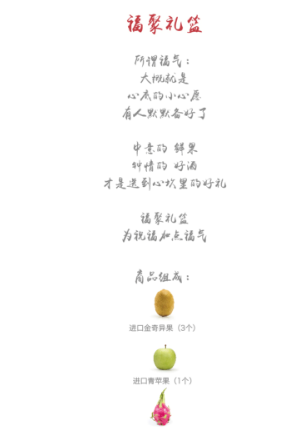 福聚礼篮
所谓福气：
大概就是
心底的小心愿
有人默默备好了
中意的 鲜果
钟情的 好酒
才是送到心坎里的好礼
福聚礼篮
为祝福加点福气
商品组成：
进口金奇异果（3个）
进口青苹果（1个）